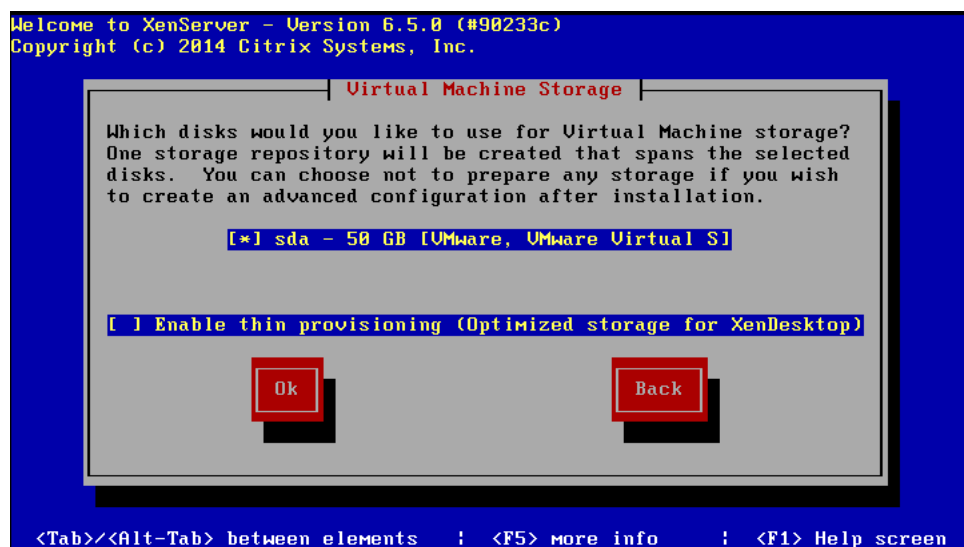 Welcome to XenServer - Version 6.5.0 (#90233c)
Copyright (c) 2014 Citrix Systems, Inc.
Virtual Machine Storage
Which disks would you like to use for Virtual Machine storage?
One storage repository will be created that spans the selected
disks.  You can choose not to prepare any storage if you wish
to create an advanced configuration after installation.
[*] sda - 50 GB [VMware, VMware Virtual S]
[ ] Enable thin provisioning (Optimized storage for XenDesktop)
Ok Back
<Tab>/<Alt-Tab> between elements ¦ <F5> more info ¦ <F1> Help screen